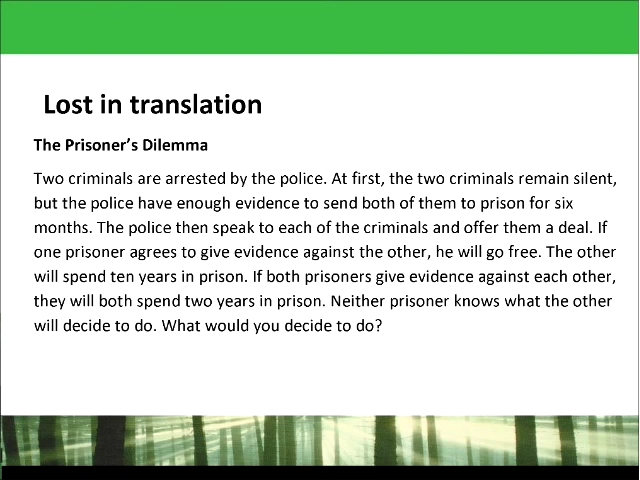 Lost in translation
The Prisoner’s Dilemma
Two criminals are arrested by the police. At first, the two criminals remain silent,
but the police have enough evidence to send both of them to prison for six
months. The police then speak to each of the criminals and offer them a deal. If
one prisoner agrees to give evidence against the other, he will go free. The other
will spend ten years in prison. If both prisoners give evidence against each other,
they will both spend two years in prison. Neither prisoner knows what the other
will decide to do. What would you decide to do?